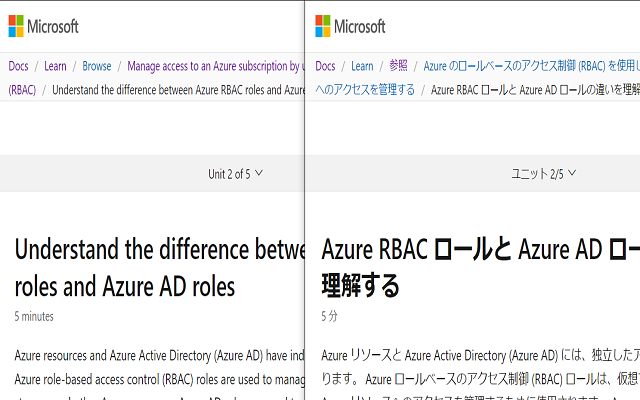 Microsoft
Docs / Learn / Browse / Manage access to an Azure subscription by
(RBAC) / Understand the difference between Azure RBAC roles and Azure
Unit 2 of 5
Understand the difference
roles and Azure AD roles
5 minutes
Azure resources and Azure Active Directory (Azure AD) have
Azure role-based access control (RBAC) roles are used to
Microsoft
Docs / Learn / 参照 / Azure のロールベースのアクセス制御 (RBAC) を使用し
へのアクセスを管理する / Azure RBAC ロールと Azure AD ロールの違いを理解
ユニット 2/5
Azure RBAC ロールと Azure AD ロー
理解する
5 分
Azure リソースと Azure Active Directory (Azure AD) には、独立した
ります。 Azure ロールベースのアクセス制御 (RBAC) ロールは、仮想